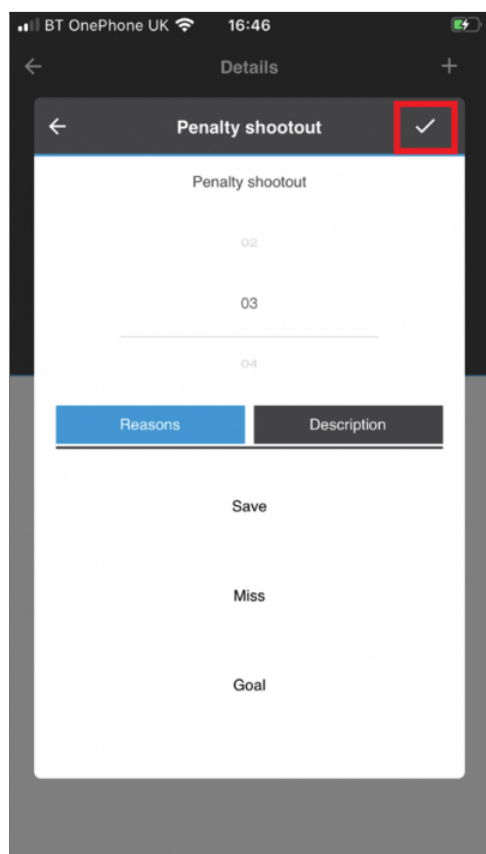 BT OnePhone UK 16:46
Details
Penalty shootout
Penalty shootout
02
03
04
Reasons Description
Save
Miss
Goal